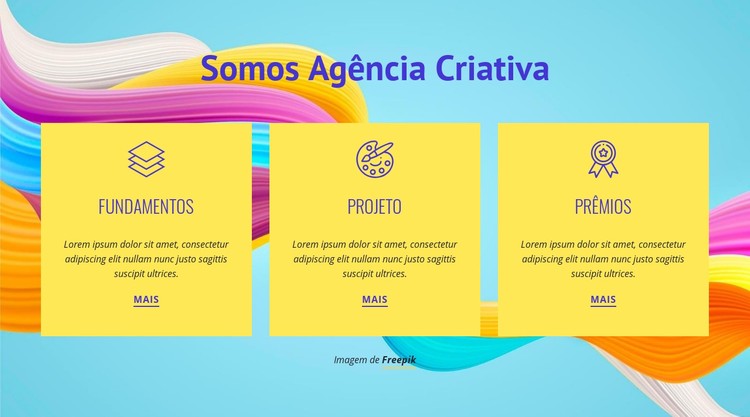 Somos Agência Criativa
FUNDAMENTOS
Lorem ipsum dolor sit amet, consectetur
adipiscing elit nullam nunc justo sagittis
suscipit ultrices.
MAIS
PROJETO
Lorem ipsum dolor sit amet, consectetur
adipiscing elit nullam nunc justo sagittis
suscipit ultrices.
MAIS
PRÊMIOS
Lorem ipsum dolor sit amet, consectetur
adipiscing elit nullam nunc justo sagittis
suscipit ultrices.
MAIS
Imagem de Freepik